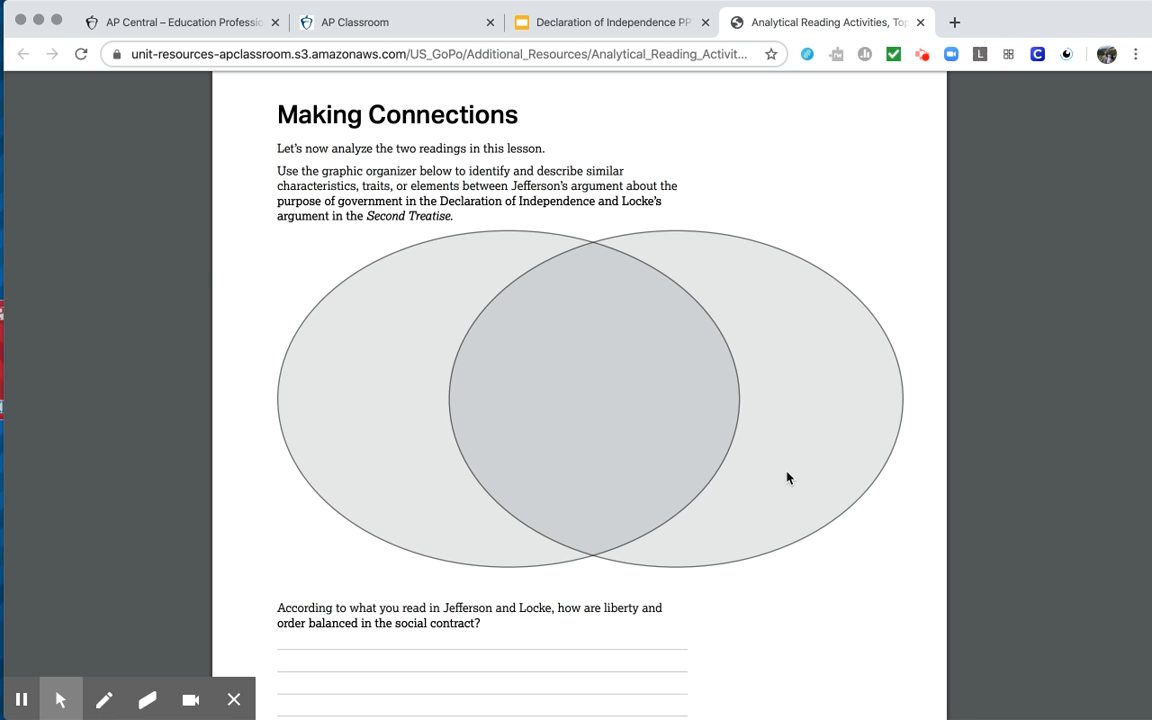 AP Central – Education Professio
AP Classroom
Declaration of Independence PP
Analytical Reading Activities, Top
unit-resources-apclassroom.s3.amazonaws.com/US_GoPo/Additional_Resources/Analytical_Reading_Activit...
L
C
Making Connections
Let's now analyze the two readings in this lesson.
Use the graphic organizer below to identify and describe similar
characteristics, traits, or elements between Jefferson's argument about the
purpose of government in the Declaration of Independence and Locke's
argument in the Second Treatise.
According to what you read in Jefferson and Locke, how are liberty and
order balanced in the social contract?